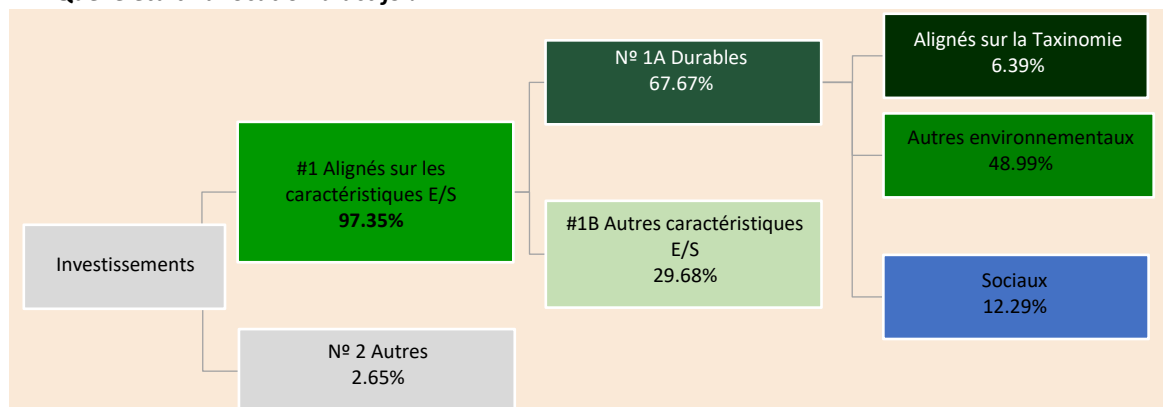 Nº 1A Durables
67.67%
Alignés sur la Taxinomie
6.39%
Autres environnementaux
48.99%
#1 Alignés sur les
caractéristiques E/S
97.35%
#1B Autres caractéristiques
E/S
29.68%
Investissements
Sociaux
12.29%
Nº 2 Autres
2.65%